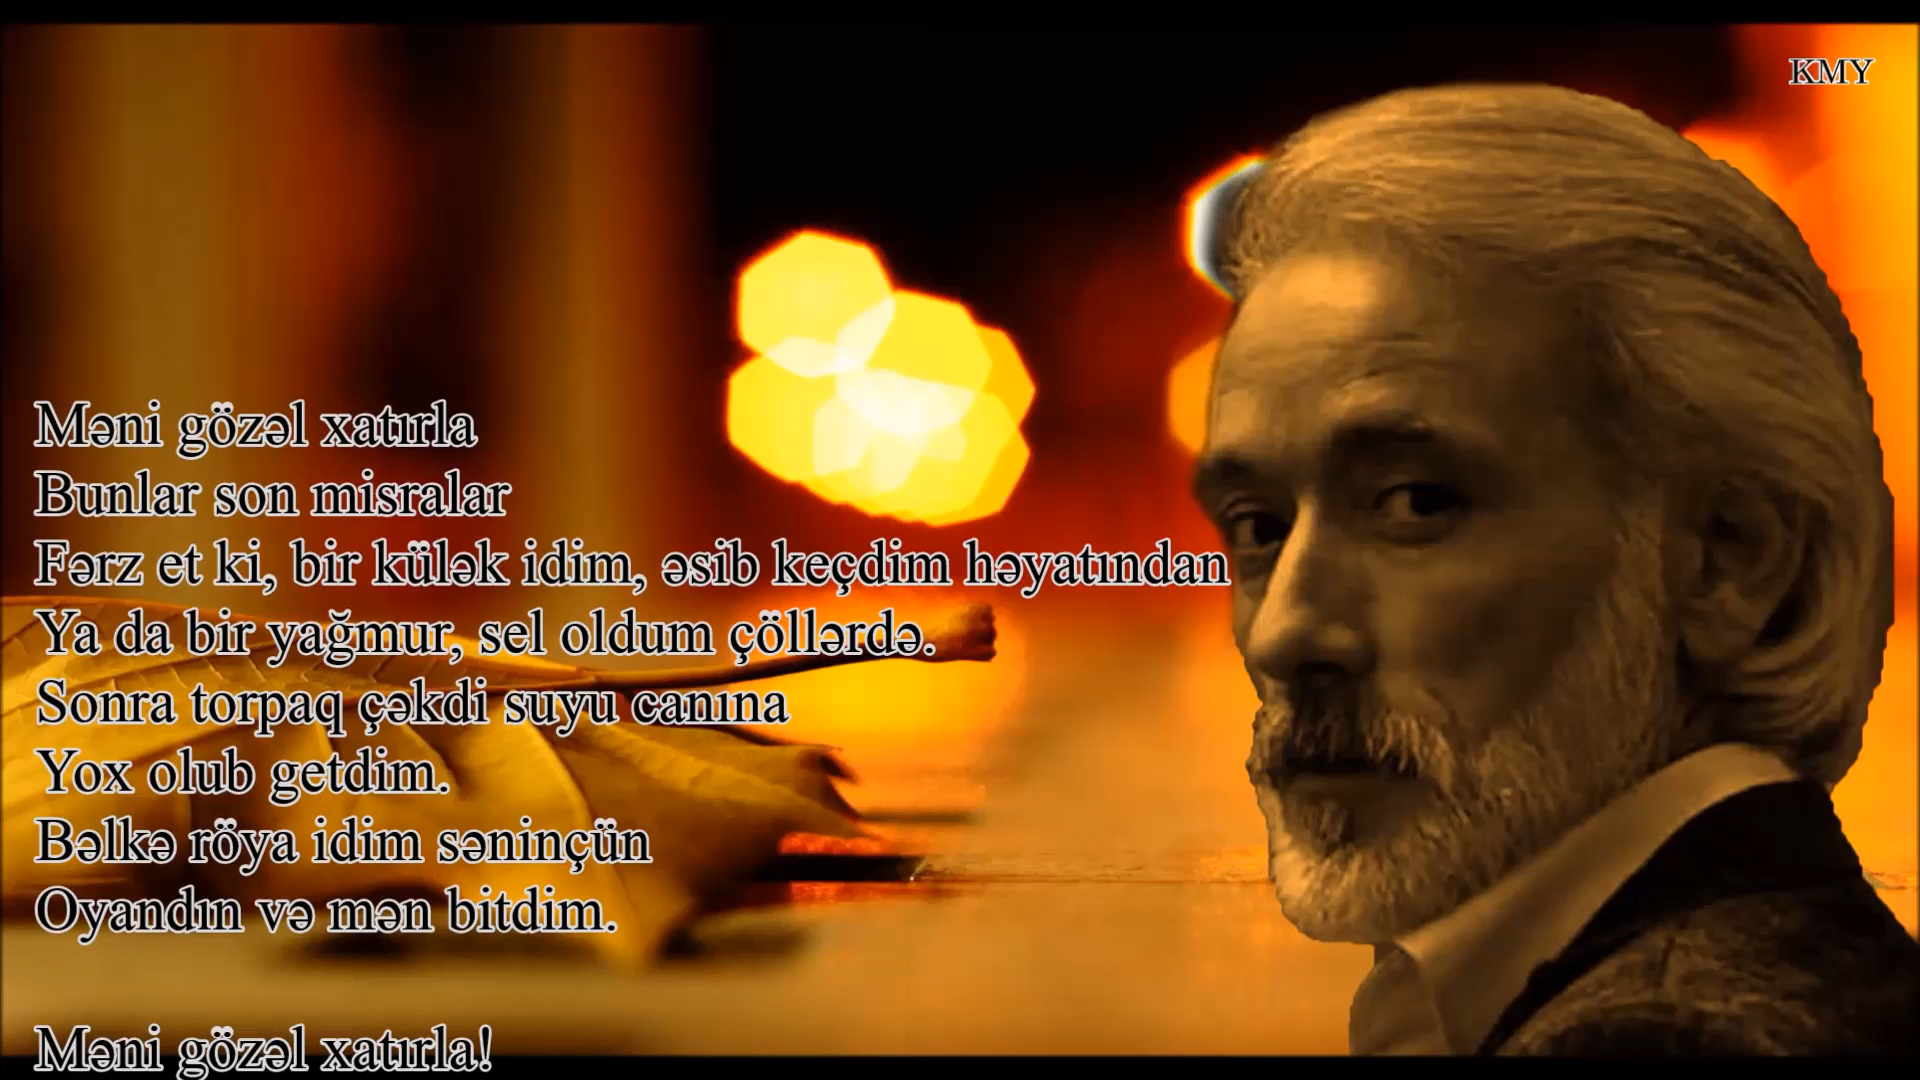 KMY
Məni gözəl xatırla
Bunlar son misralar
Fərz et ki, bir külək idim, əsib keçdim həyatından
Ya da bir yağmur, sel oldum çöllərdə.
Sonra torpaq çəkdi suyu canına
Yox olub getdim.
Bəlkə röya idim səninçün
Oyandın və mən bitdim.
Məni gözəl xatırla!